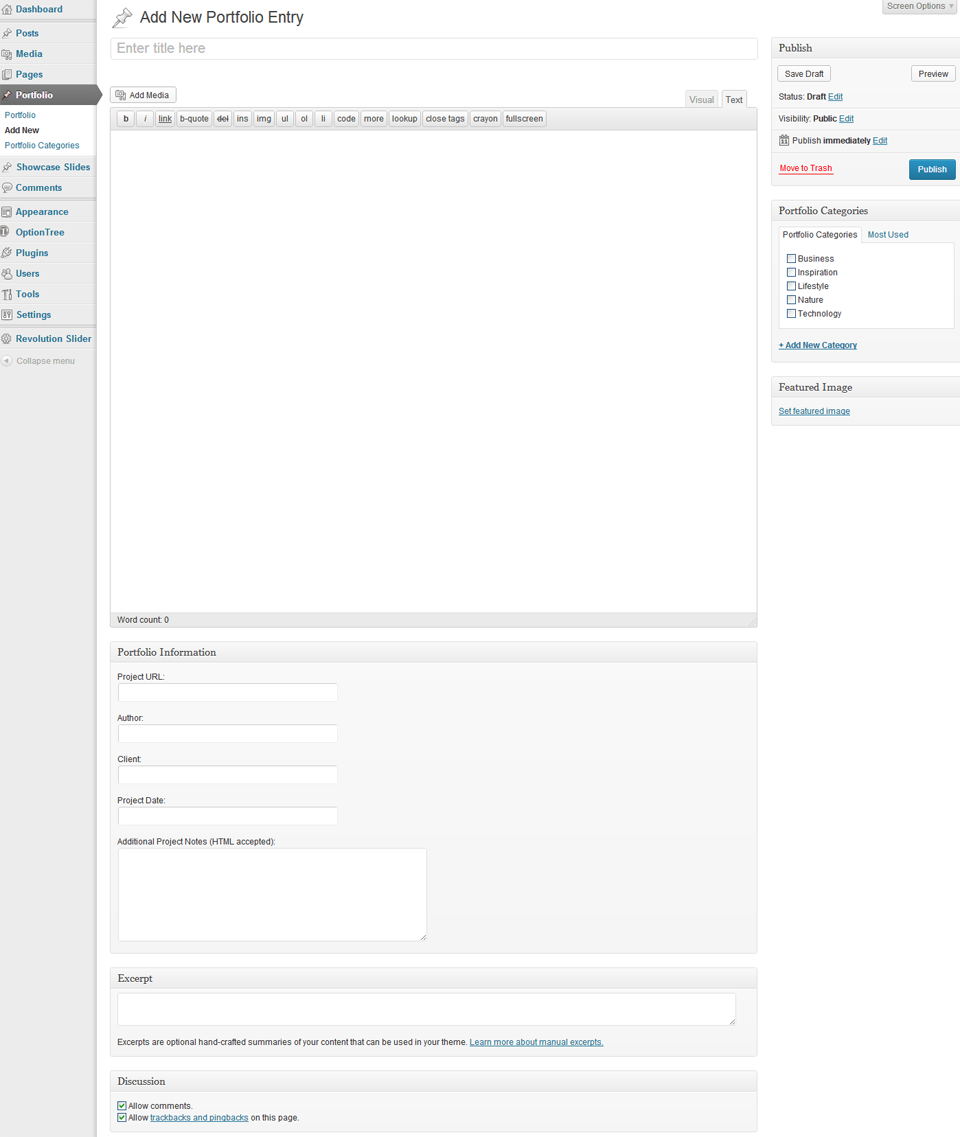 Screen Options
Dashboard
Posts
Media
Pages
Portfolio
Portfolio
Add New
Portfolio Categories
Showcase Slides
Comments
Appearance
OptionTree
Plugins
Users
Tools
Settings
Revolution Slider
Collapse menu
Add New Portfolio Entry
Enter title here
Add Media
Visual Text
b i link b-quote del ins img ul ol li code more lookup close tags crayon fullscreen
Word count: 0
Portfolio Information
Project URL:
Author:
Client:
Project Date:
Additional Project Notes (HTML accepted):
Excerpt
Excerpts are optional hand-crafted summaries of your content that can be used in your theme. Learn more about manual excerpts.
Discussion
Allow comments.
Allow trackbacks and pingbacks on this page.
Publish
Save Draft Preview
Status: Draft Edit
Visibility: Public Edit
Publish immediately Edit
Move to Trash Publish
Portfolio Categories
Portfolio Categories Most Used
Business
Inspiration
Lifestyle
Nature
Technology
+ Add New Category
Featured Image
Set featured image